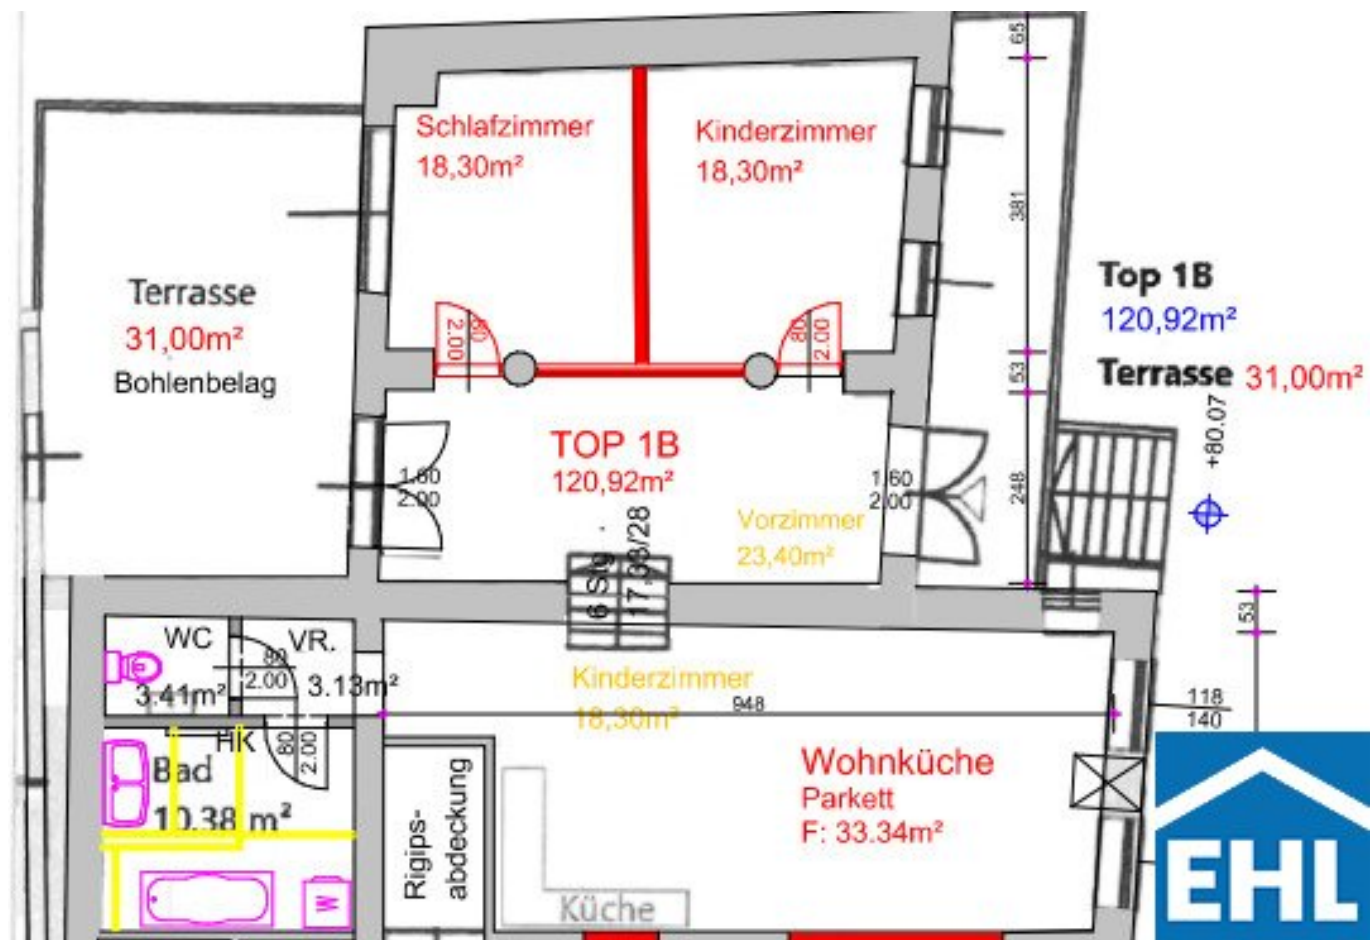 Schlafzimmer
18,30m²
Kinderzimmer
18,30m²
65
381
53
248
Terrasse
31,00m²
Bohlenbelag
80
2.00
80
2.00
Top 1B
120,92m²
Terrasse 31,00m²
+80.07
TOP 1B
120,92m²
1.60
2.00
1.60
2.00
Vorzimmer
23,40m²
6 Stg.
17,33/28
53
WC
3.41m²
80
2.00
VR.
3.13m²
Kinderzimmer
18,30m²
948
118
140
HK
80
2.00
Bad
10.38 m²
W
Rigips-
abdeckung
Wohnküche
Parkett
F: 33.34m²
Küche
EHL